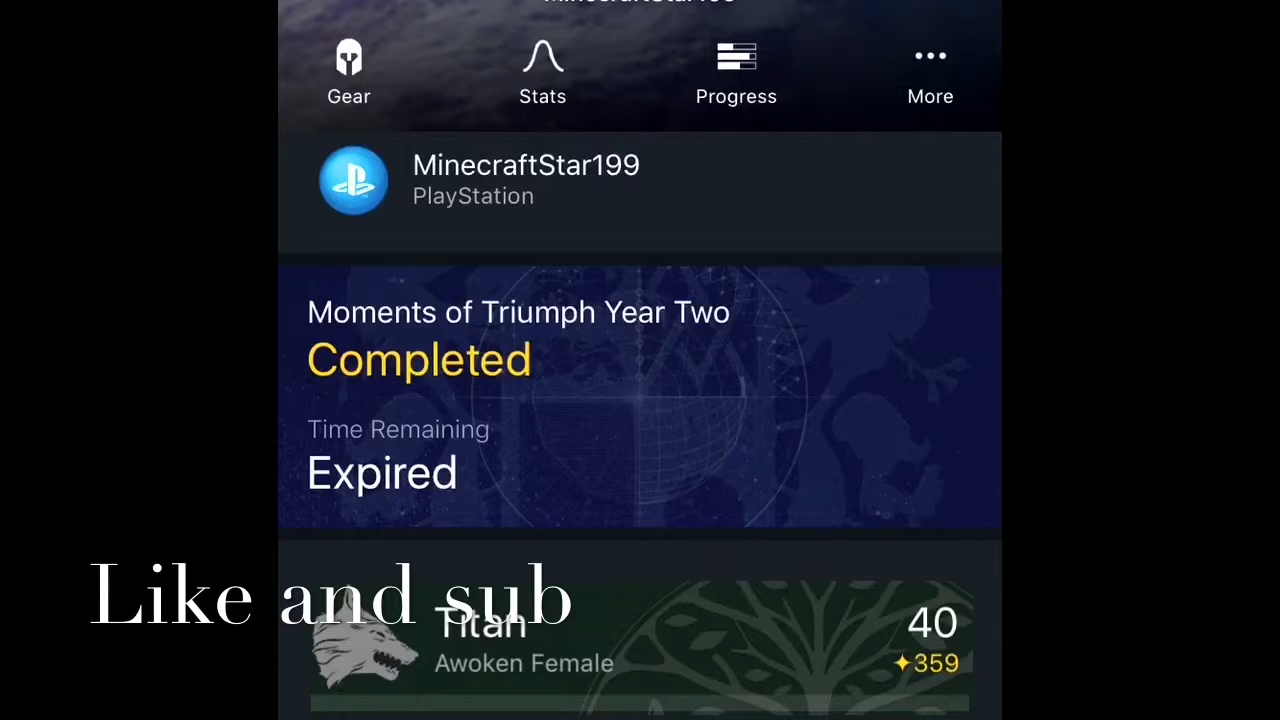 Gear
Stats
Progress
More
MinecraftStar199
PlayStation
Moments of Triumph Year Two
Completed
Time Remaining
Expired
Like and sub
Titan
40
Awoken Female
359